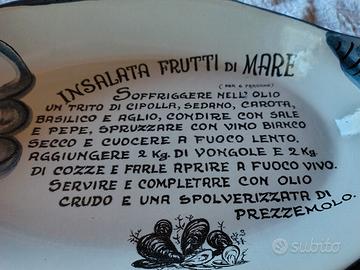 INSALATA FRUTTI DI MARE
( PER 6 PERSONE )
SOFFRIGGERE NELL'OLIO
UN TRITO DI CIPOLLA, SEDANO, CAROTA,
BASILICO E AGLIO, CONDIRE CON SALE
E PEPE, SPRUZZARE CON VINO BIANCO
SECCO E CUOCERE A FUOCO LENTO.
AGGIUNGERE 2 KG. DI VONGOLE E 2 KG.
DI COZZE E FARLE APRIRE A FUOCO VIVO.
SERVIRE E COMPLETARE CON OLIO
CRUDO E UNA SPOLVERIZZATA DI
PREZZEMOLO.
subito